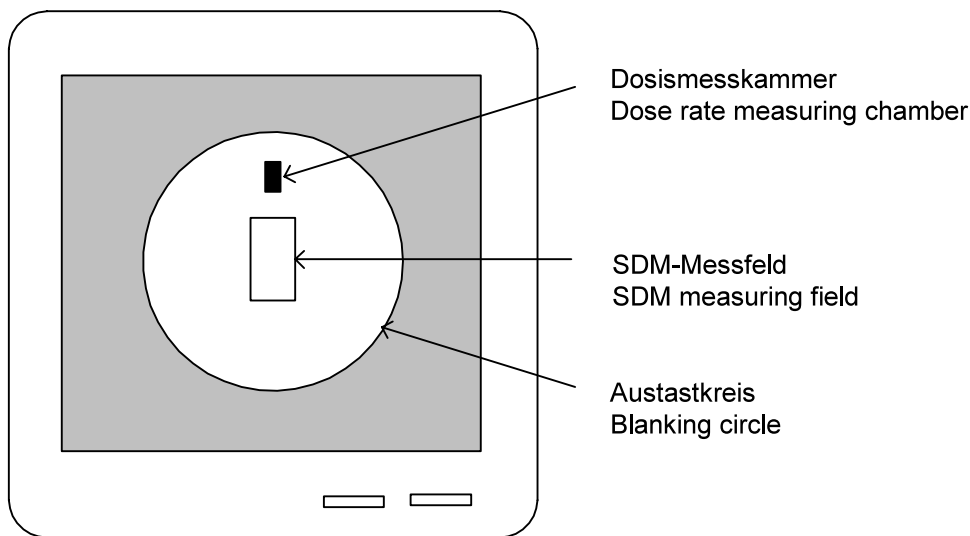 Dosismesskammer
Dose rate measuring chamber
SDM-Messfeld
SDM measuring field
Austastkreis
Blanking circle